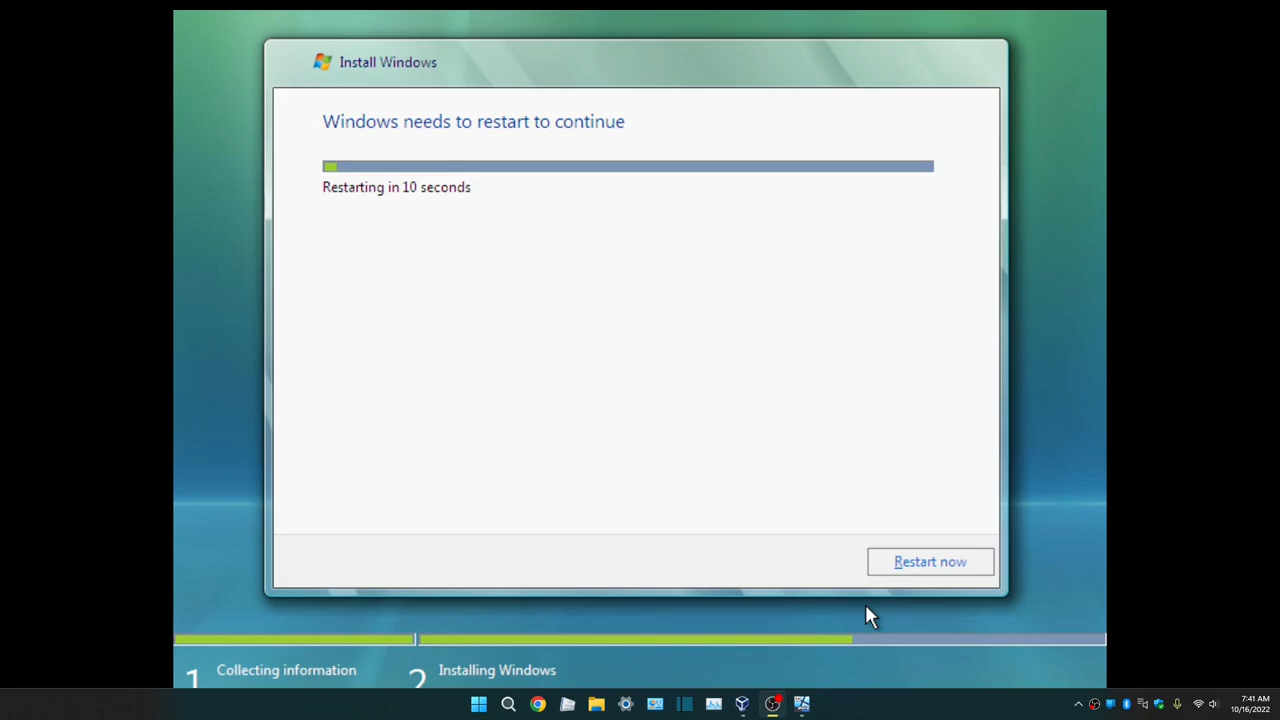 Install Windows
Windows needs to restart to continue
Restarting in 10 seconds
Restart now
1 Collecting information
2 Installing Windows
7:41 AM
10/16/2022